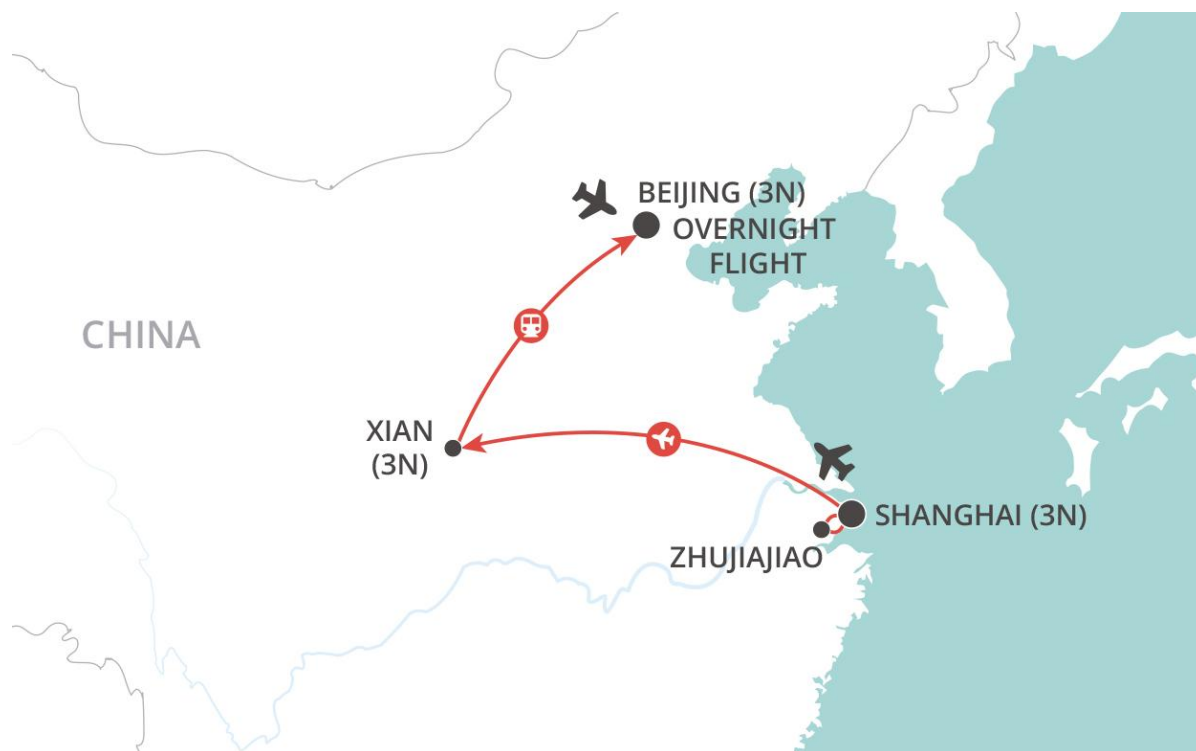 BEIJING (3N)
OVERNIGHT
FLIGHT
CHINA
XIAN
(3N)
SHANGHAI (3N)
ZHUJIAJIAO